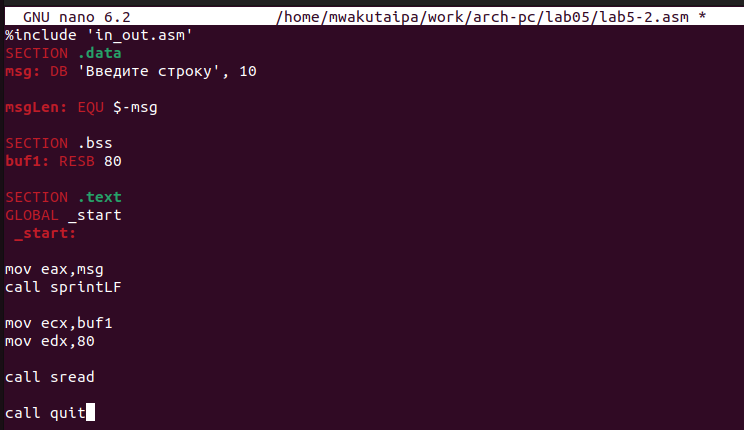 GNU nano 6.2 /home/mwakutaipa/work/arch-pc/lab05/lab5-2.asm *
%include 'in_out.asm'
SECTION .data
msg: DB 'Введите строку', 10
msgLen: EQU $-msg
SECTION .bss
buf1: RESB 80
SECTION .text
GLOBAL _start
_start:
mov eax,msg
call sprintLF
mov ecx,buf1
mov edx,80
call sread
call quit